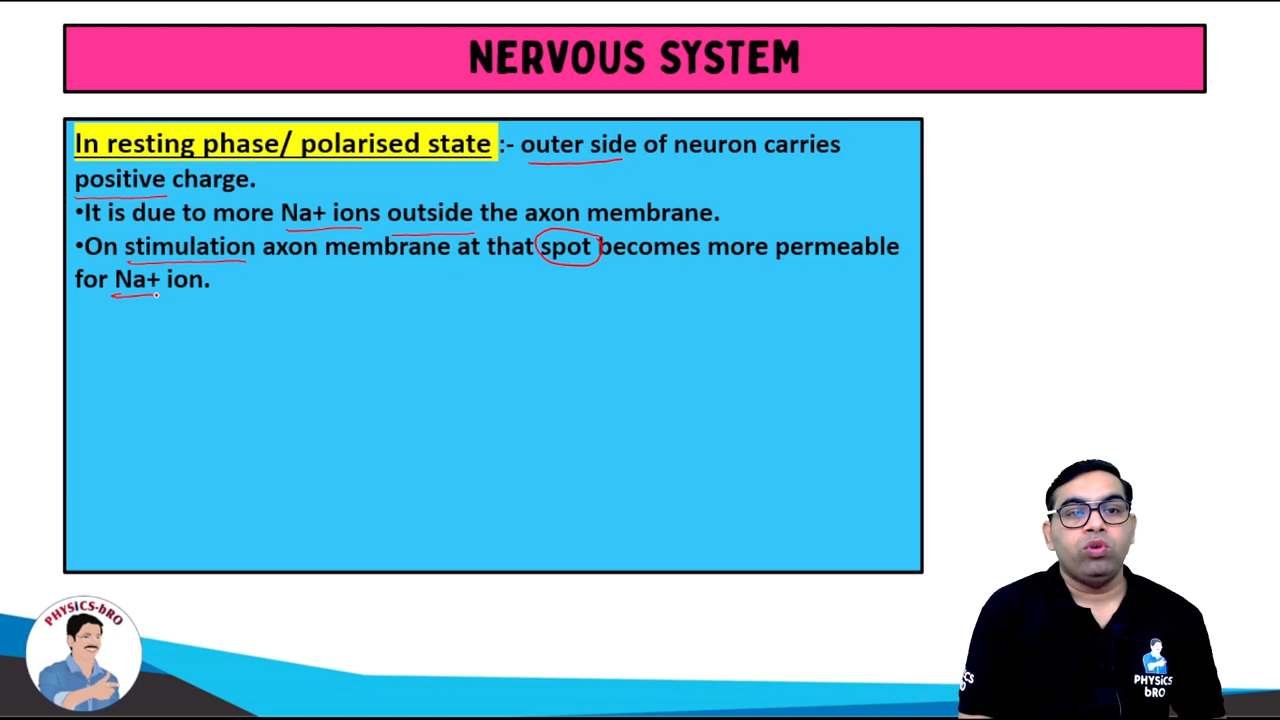 NERVOUS SYSTEM
In resting phase/ polarised state :- outer side of neuron carries
positive charge.
•It is due to more Na+ ions outside the axon membrane.
•On stimulation axon membrane at that spot becomes more permeable
for Na+ ion.
PHYSiCS-bRO
PHYSiCS
bRO